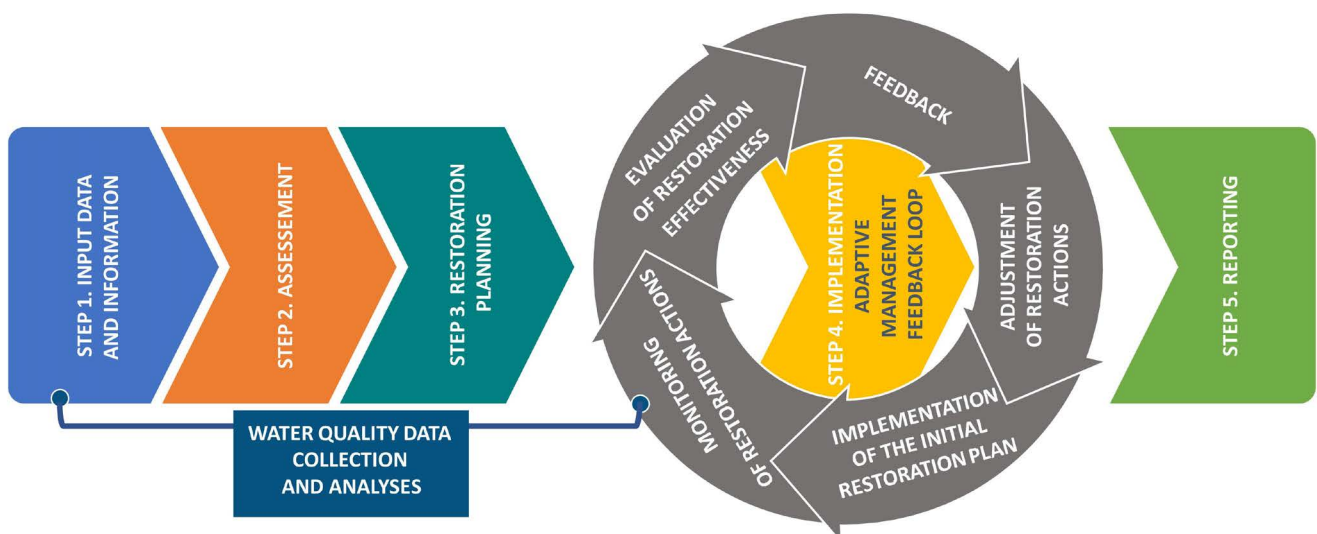 STEP 1. INPUT DATA
AND INFORMATION
STEP 2. ASSESSEMENT
STEP 3. RESTORATION
PLANNING
WATER QUALITY DATA
COLLECTION
AND ANALYSES
STEP 4. IMPLEMENTATION
ADAPTIVE
MANAGEMENT
FEEDBACK LOOP
IMPLEMENTATION
OF THE INITIAL
RESTORATION PLAN
MONITORING
OF RESTORATION ACTIONS
EVALUATION
OF RESTORATION
EFFECTIVENESS
FEEDBACK
ADJUSTMENT
OF RESTORATION
ACTIONS
STEP 5. REPORTING